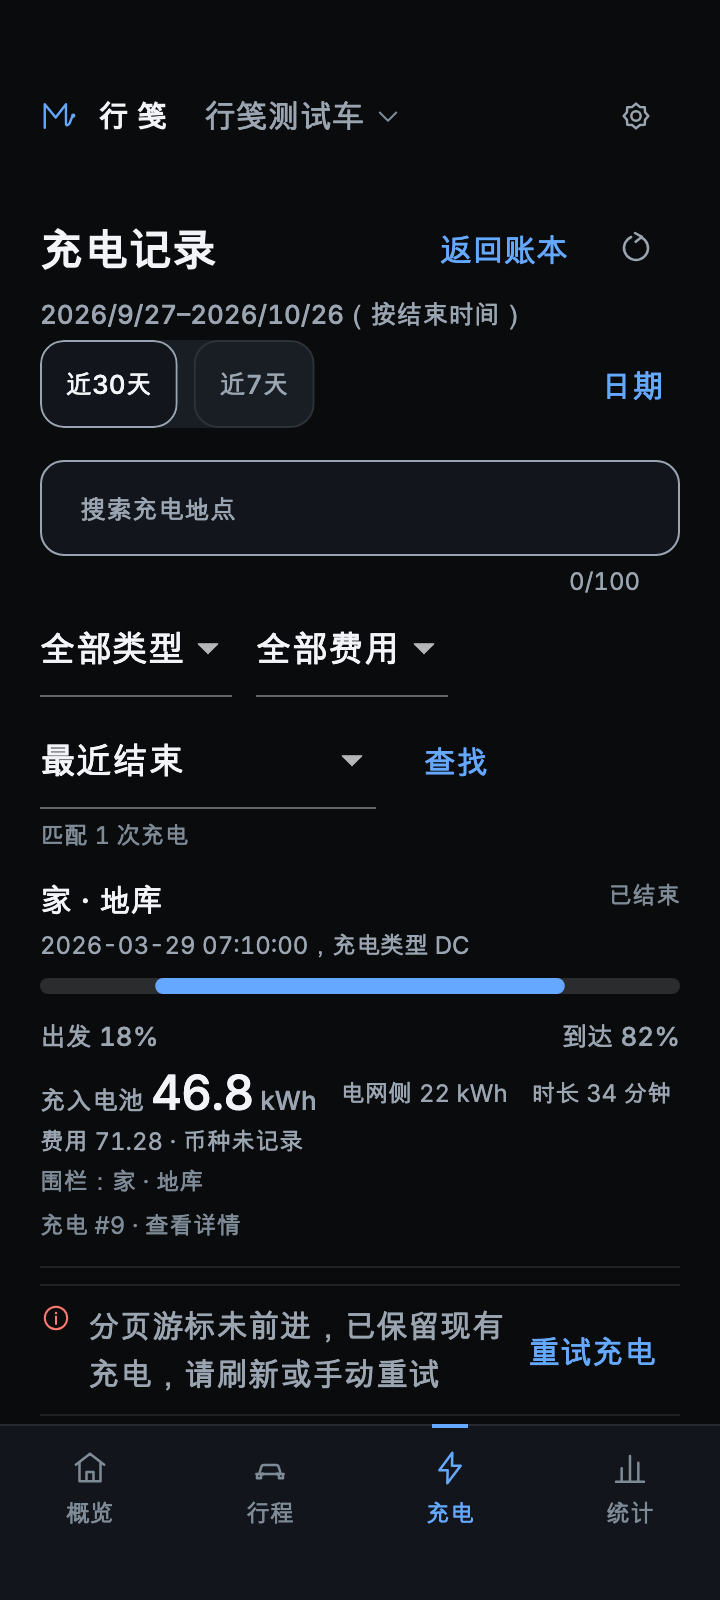 行笺 行笺测试车
充电记录 返回账本
2026/9/27–2026/10/26（按结束时间）
近30天 近7天 日期
搜索充电地点
0/100
全部类型 全部费用
最近结束 查找
匹配 1 次充电
家 · 地库 已结束
2026-03-29 07:10:00，充电类型 DC
出发 18% 到达 82%
充入电池 46.8 kWh 电网侧 22 kWh 时长 34 分钟
费用 71.28 · 币种未记录
围栏：家 · 地库
充电 #9 · 查看详情
分页游标未前进，已保留现有
充电，请刷新或手动重试 重试充电
概览 行程 充电 统计